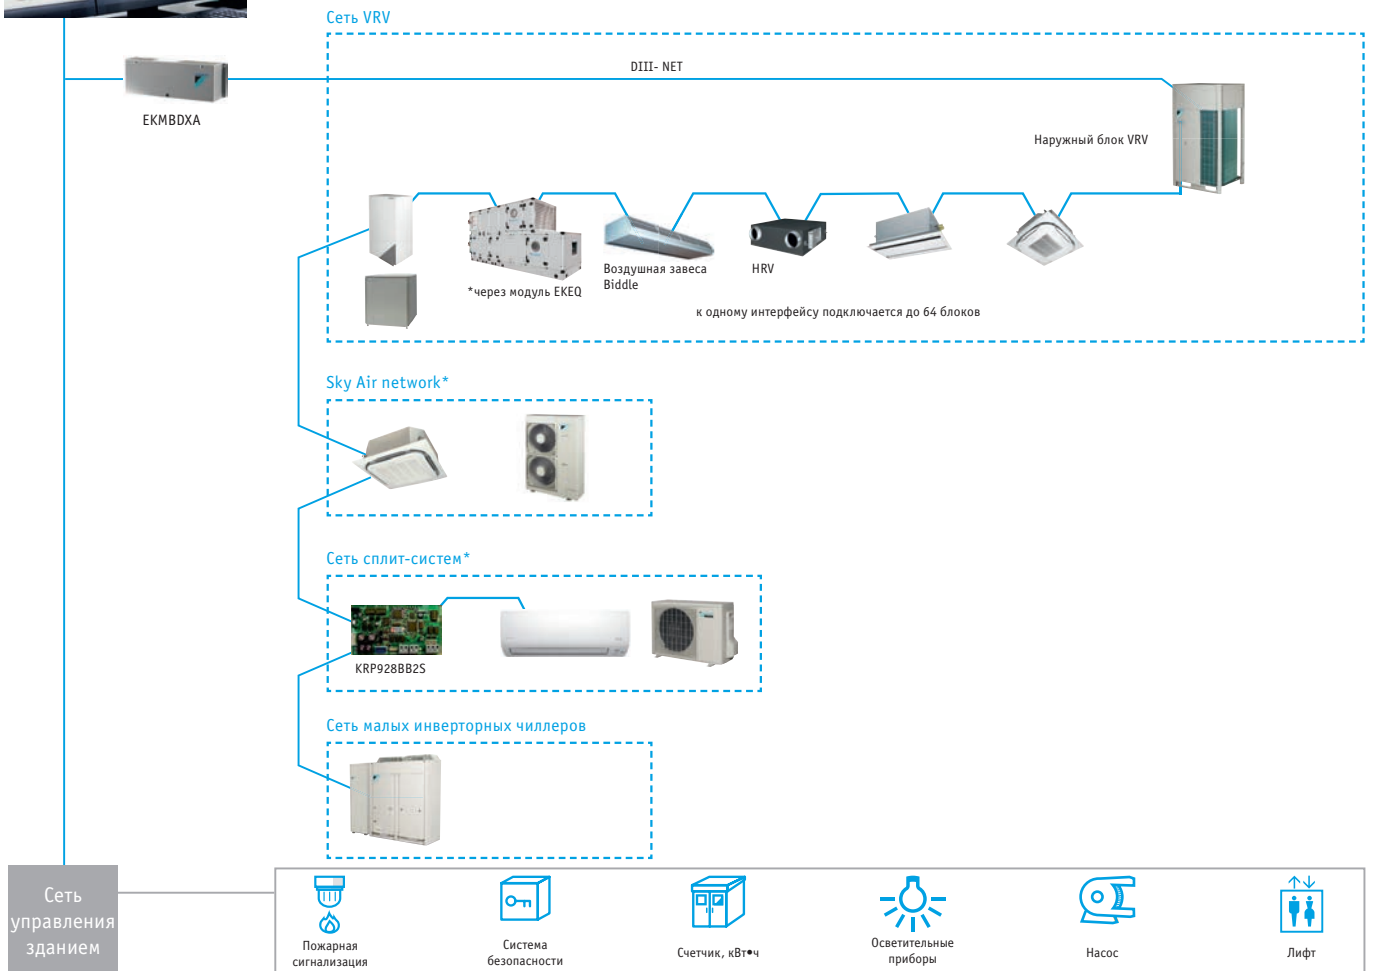 Сеть VRV
DIII- NET
EKMBDXA
Наружный блок VRV
Воздушная завеса
Biddle
HRV
*через модуль EKEQ
к одному интерфейсу подключается до 64 блоков
Sky Air network*
Сеть сплит-систем*
KRP928BB2S
Сеть малых инверторных чиллеров
Сеть
управления
зданием
Пожарная
сигнализация
Система
безопасности
Счетчик, кВт•ч
Осветительные
приборы
Насос
Лифт